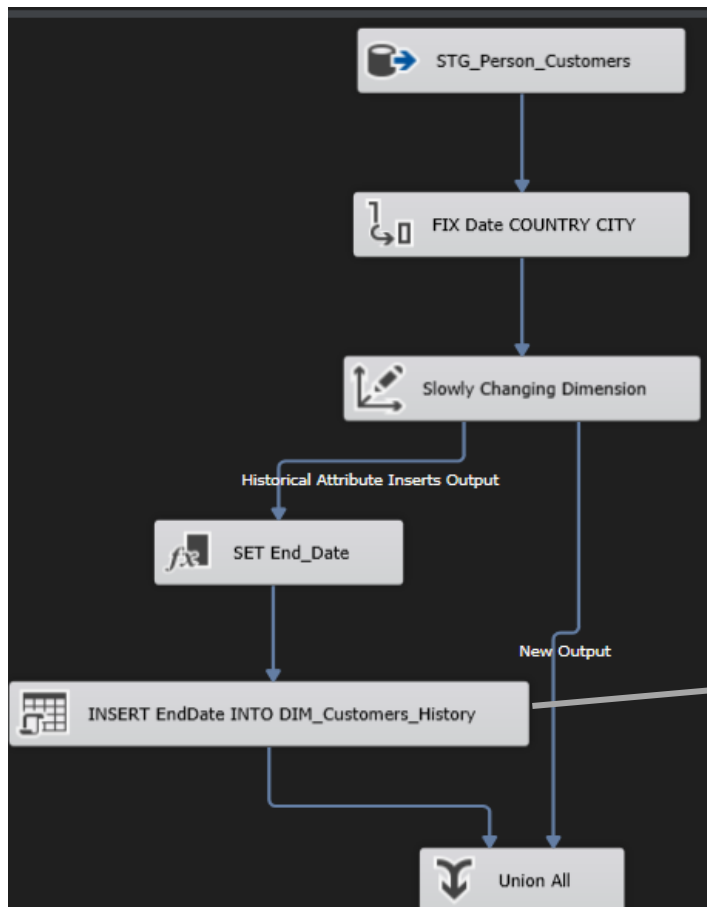 STG_Person_Customers
FIX Date COUNTRY CITY
Slowly Changing Dimension
Historical Attribute Inserts Output
SET End_Date
New Output
INSERT EndDate INTO DIM_Customers_History
Union All